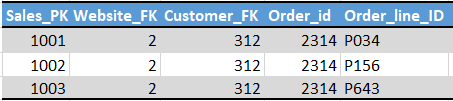 Sales_PK Website_FK Customer_FK Order_id Order_line_ID
1001 2 312 2314 P034
1002 2 312 2314 P156
1003 2 312 2314 P643